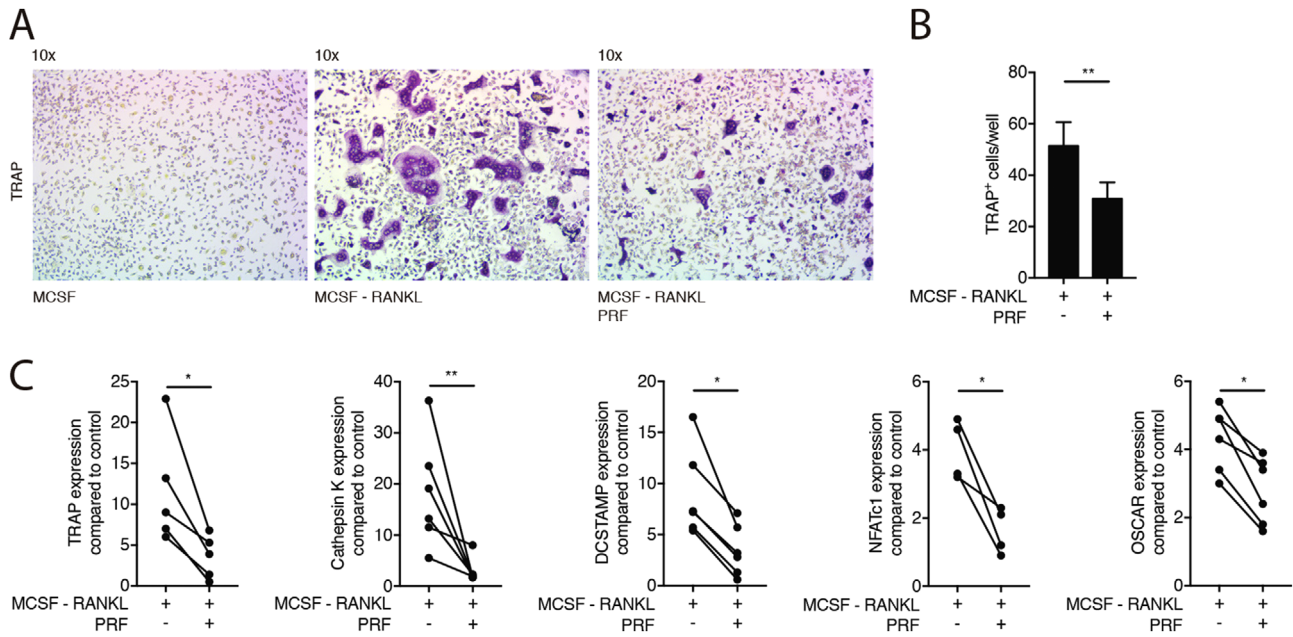 A
10x
10x
10x
TRAP
MCSF
MCSF - RANKL
MCSF - RANKL
PRF
B
**
TRAP+ cells/well
80
60
40
20
0
MCSF - RANKL + +
PRF - +
C
*
TRAP expression
compared to control
25
20
15
10
5
0
MCSF - RANKL + +
PRF - +
**
Cathepsin K expression
compared to control
40
30
20
10
0
MCSF - RANKL + +
PRF - +
*
DCSTAMP expression
compared to control
20
15
10
5
0
MCSF - RANKL + +
PRF - +
*
NFATc1 expression
compared to control
6
4
2
0
MCSF - RANKL + +
PRF - +
*
OSCAR expression
compared to control
6
4
2
0
MCSF - RANKL + +
PRF - +